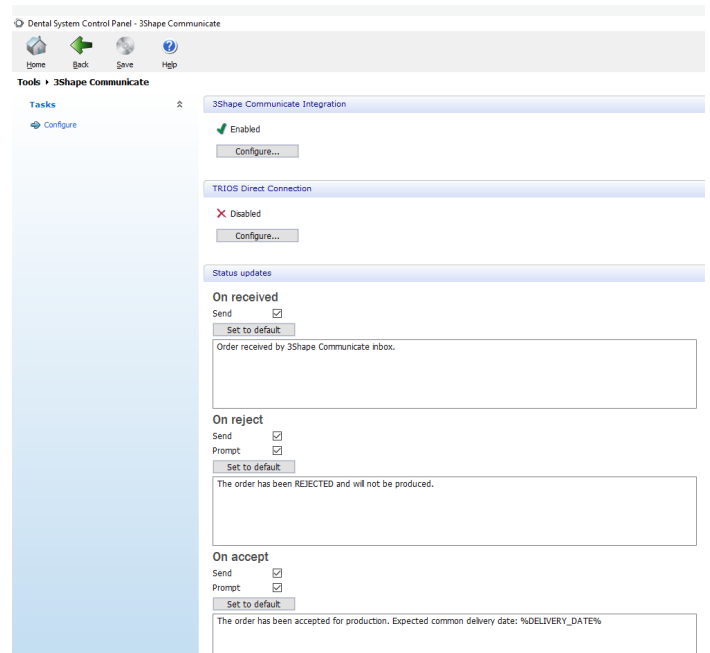 Dental System Control Panel - 3Shape Communicate
Home Back Save Help
Tools ▸ 3Shape Communicate
Tasks
Configure
3Shape Communicate Integration
Enabled
Configure...
TRIOS Direct Connection
Disabled
Configure...
Status updates
On received
Send
Set to default
Order received by 3Shape Communicate inbox.
On reject
Send
Prompt
Set to default
The order has been REJECTED and will not be produced.
On accept
Send
Prompt
Set to default
The order has been accepted for production. Expected common delivery date: %DELIVERY_DATE%